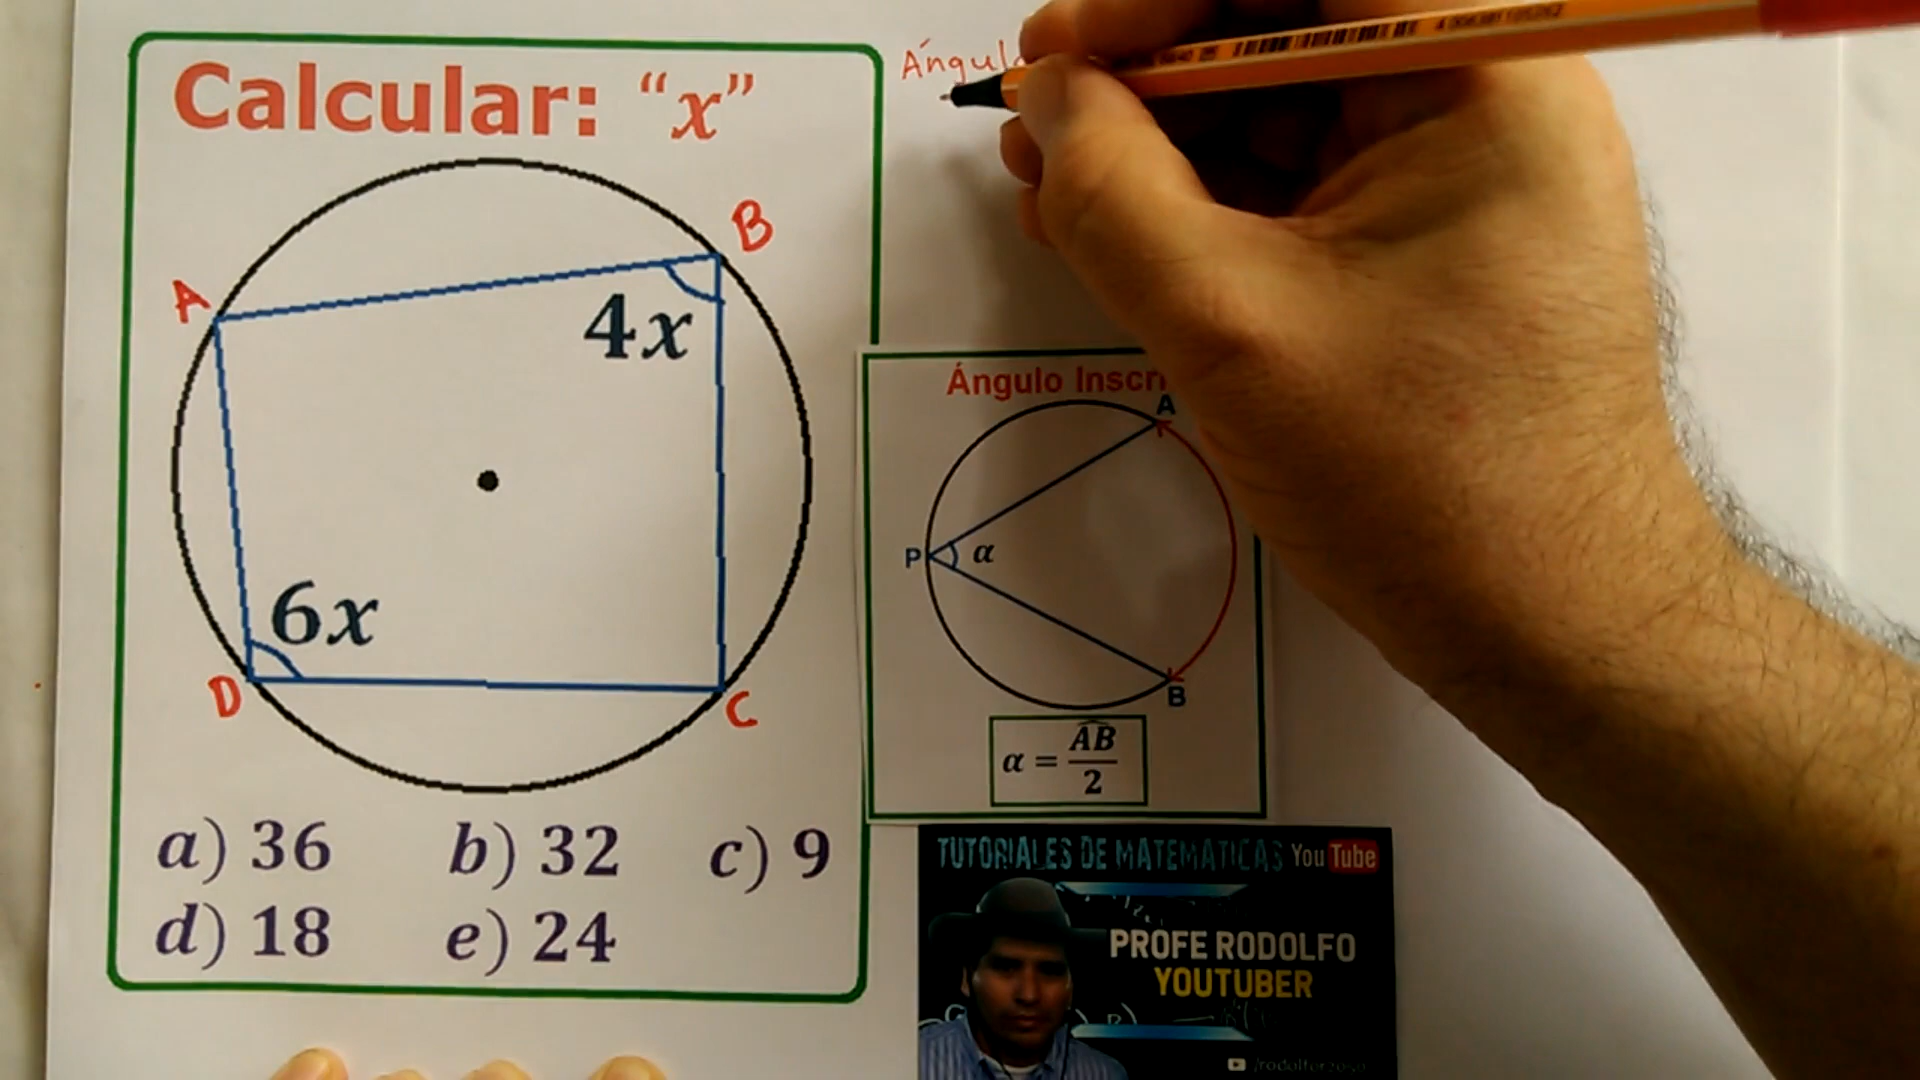 Calcular: “x”
A
B
4x
6x
D
C
a) 36 b) 32 c) 9
d) 18 e) 24
Ángulo Inscri
A
P
α
B
α = AB/2
TUTORIALES DE MATEMATICAS YouTube
PROFE RODOLFO
YOUTUBER